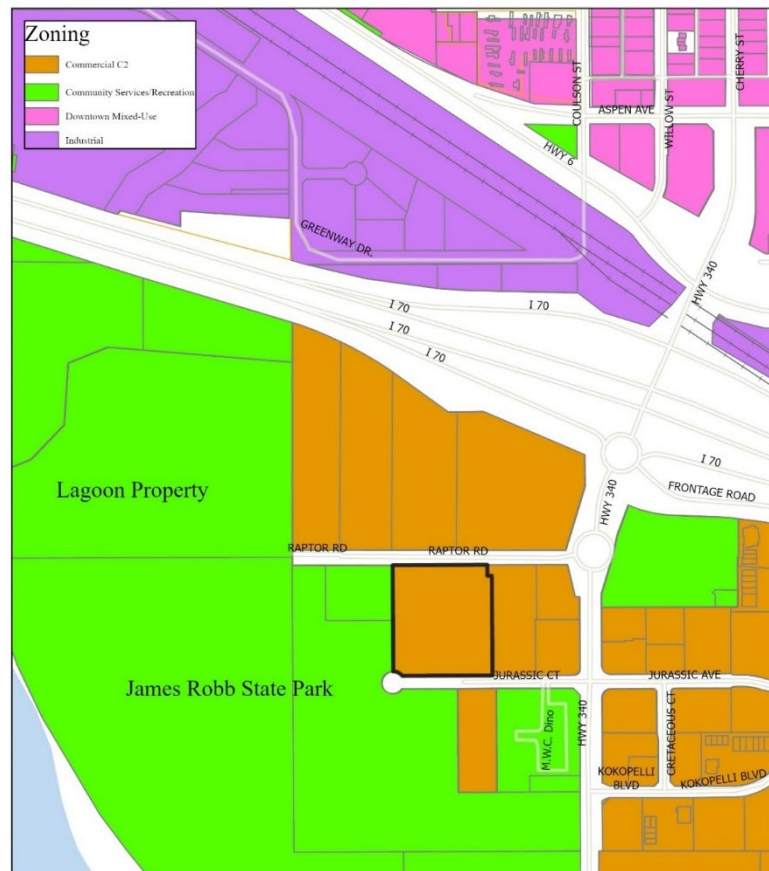 Zoning
Commercial C2
Community Services/Recreation
Downtown Mixed-Use
Industrial
COULSON ST
CHERRY ST
WILLOW ST
ASPEN AVE
HWY 6
GREENWAY DR.
HWY 340
I 70
I 70
I 70
I 70
I 70
FRONTAGE ROAD
HWY 340
Lagoon Property
RAPTOR RD
RAPTOR RD
James Robb State Park
JURASSIC CT
JURASSIC AVE
M.W.C. Dino
HWY 340
CRETACEOUS CT
KOKOPELLI
BLVD
KOKOPELLI BLVD